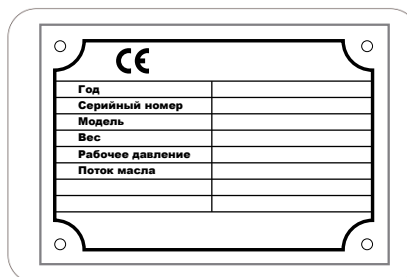 CE
Год
Серийный номер
Модель
Вес
Рабочее давление
Поток масла